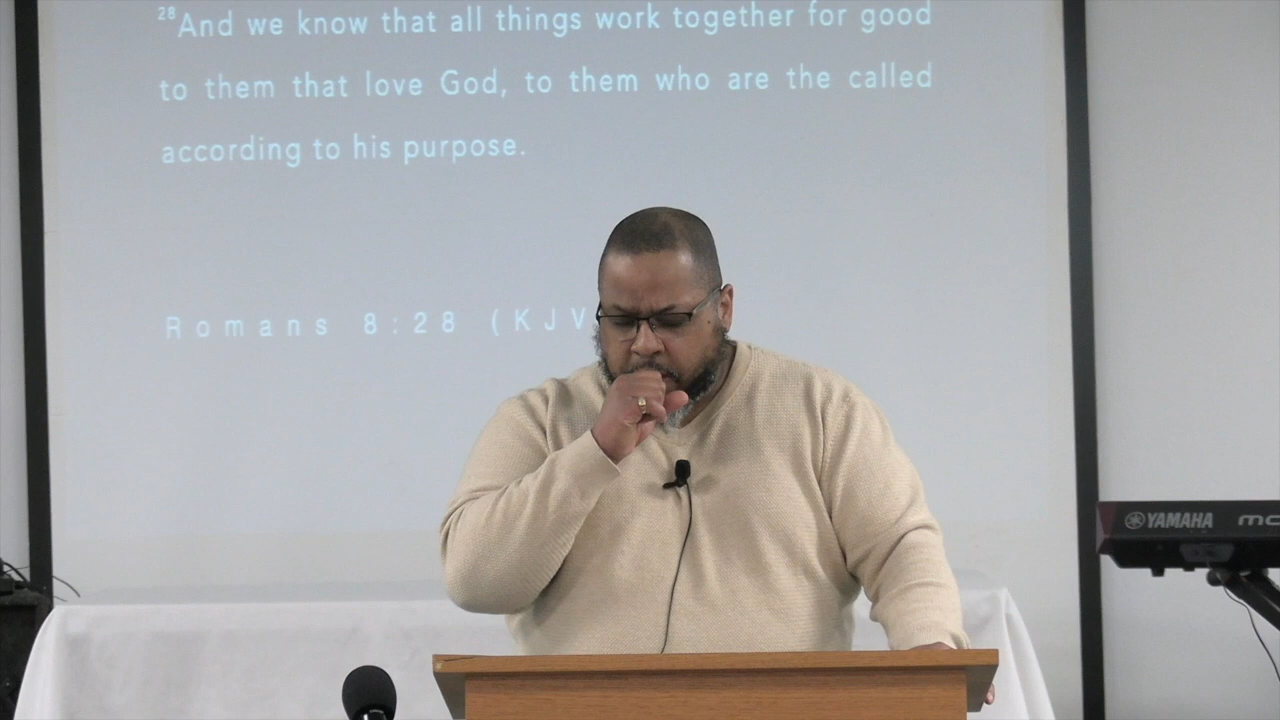 28And we know that all things work together for good
to them that love God, to them who are the called
according to his purpose.
Romans 8:28 (KJV
YAMAHA